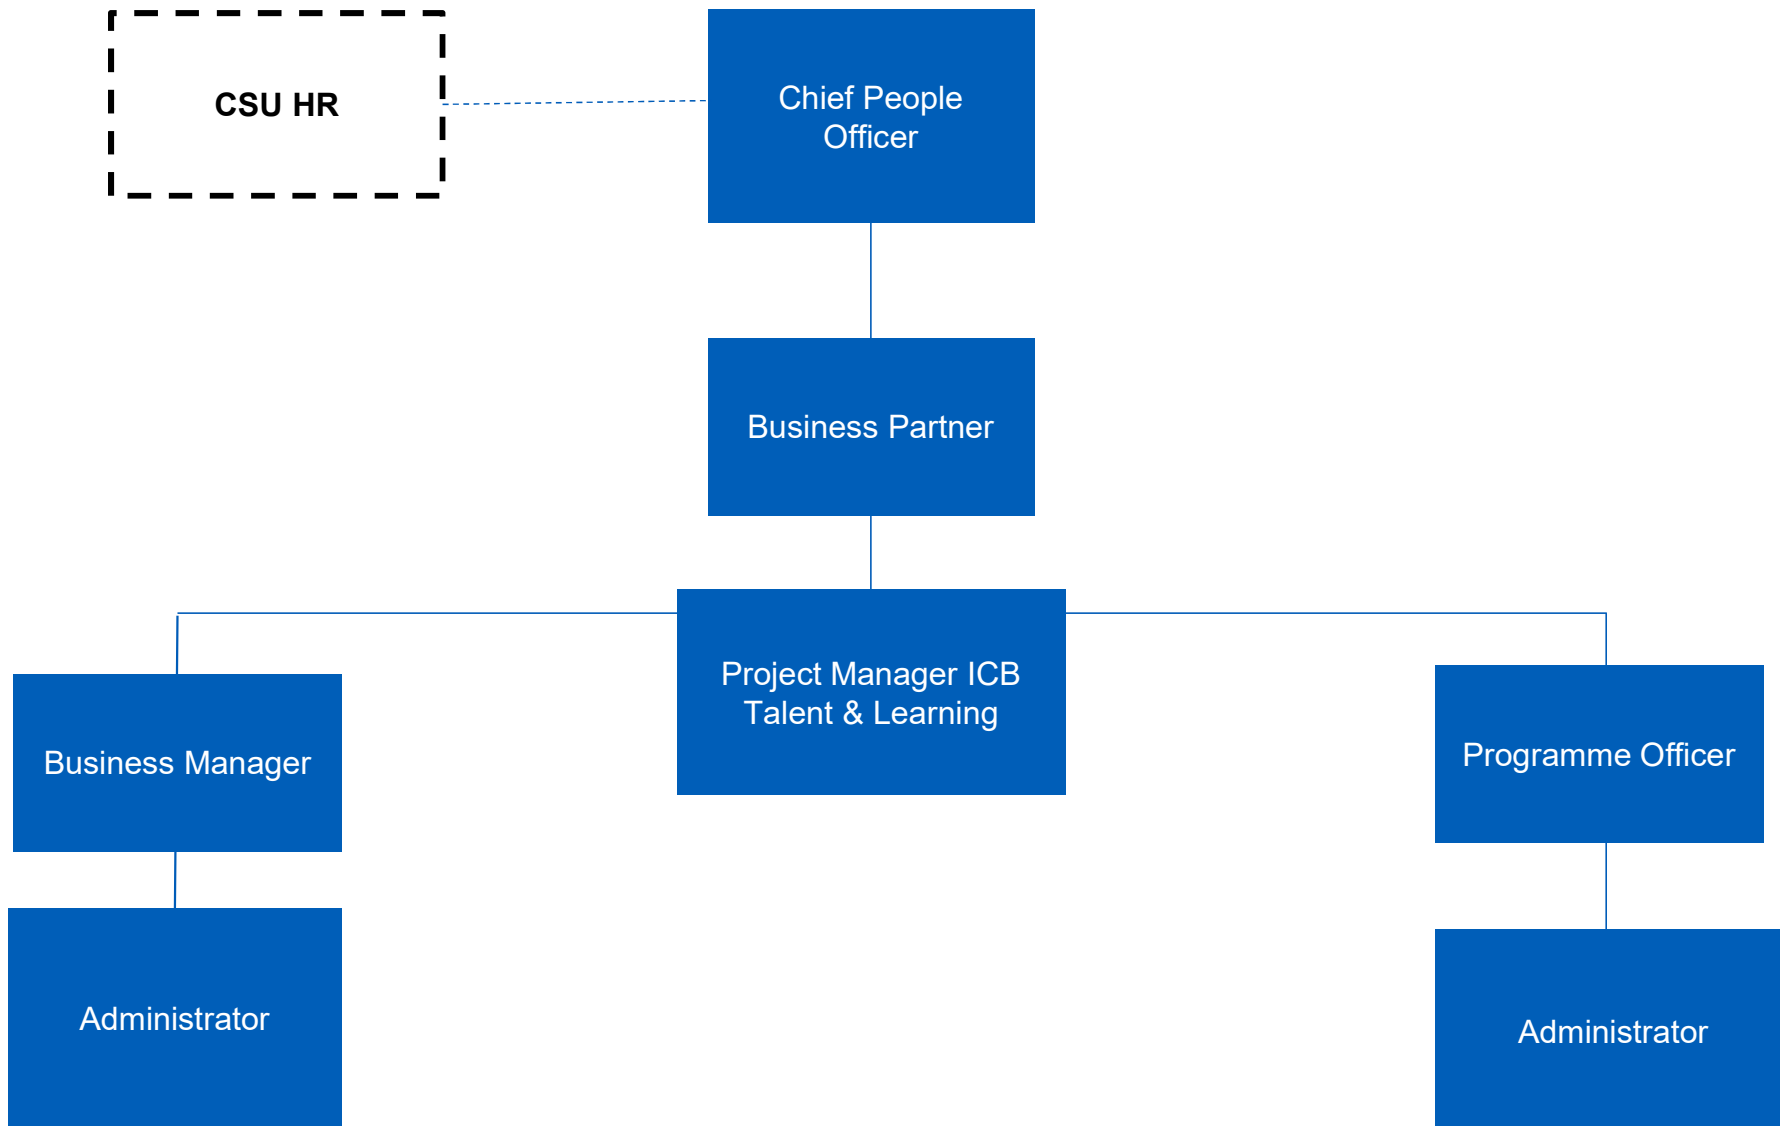 CSU HR
Chief People
Officer
Business Partner
Project Manager ICB
Talent & Learning
Business Manager
Programme Officer
Administrator
Administrator